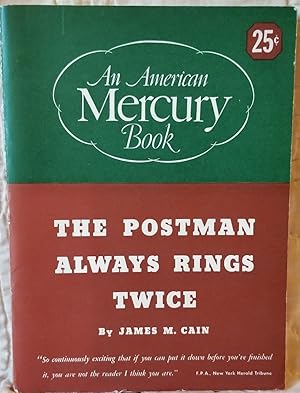 25¢
An American
Mercury
Book
THE POSTMAN
ALWAYS RINGS
TWICE
By JAMES M. CAIN
"So continuously exciting that if you can put it down before you've finished
it, you are not the reader I think you are." F.P.A., New York Herald Tribune